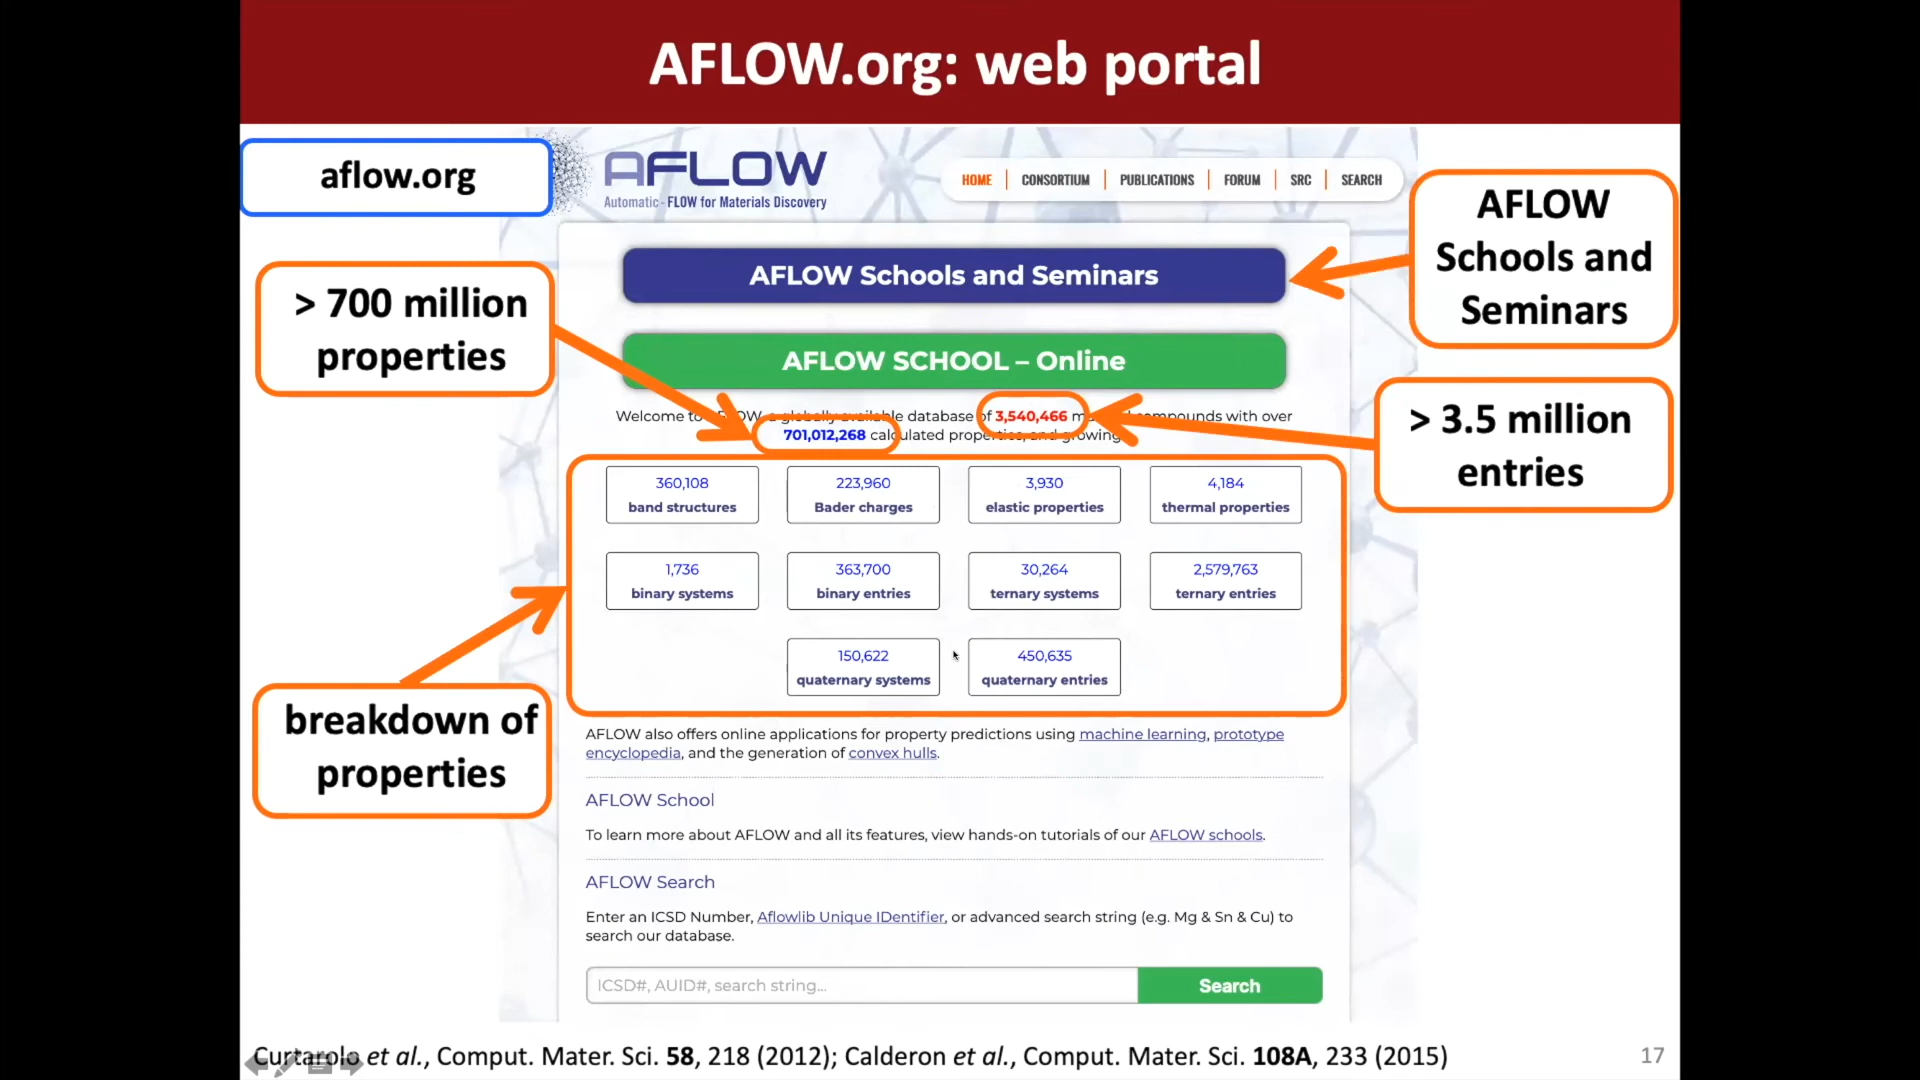 AFLOW.org: web portal
aflow.org
AFLOW
Automatic - FLOW for Materials Discovery
HOME | CONSORTIUM | PUBLICATIONS | FORUM | SRC | SEARCH
AFLOW
Schools and
Seminars
AFLOW Schools and Seminars
> 700 million
properties
AFLOW SCHOOL – Online
> 3.5 million
entries
Welcome to AFLOW, a globally available database of 3,540,466 compounds with over
701,012,268 calculated properties, and growing
360,108
band structures
223,960
Bader charges
3,930
elastic properties
4,184
thermal properties
1,736
binary systems
363,700
binary entries
30,264
ternary systems
2,579,763
ternary entries
150,622
quaternary systems
450,635
quaternary entries
breakdown of
properties
AFLOW also offers online applications for property predictions using machine learning, prototype
encyclopedia, and the generation of convex hulls.
AFLOW School
To learn more about AFLOW and all its features, view hands-on tutorials of our AFLOW schools.
AFLOW Search
Enter an ICSD Number, Aflowlib Unique IDentifier, or advanced search string (e.g. Mg & Sn & Cu) to
search our database.
ICSD#, AUID#, search string...
Search
Curtarolo et al., Comput. Mater. Sci. 58, 218 (2012); Calderon et al., Comput. Mater. Sci. 108A, 233 (2015)
17